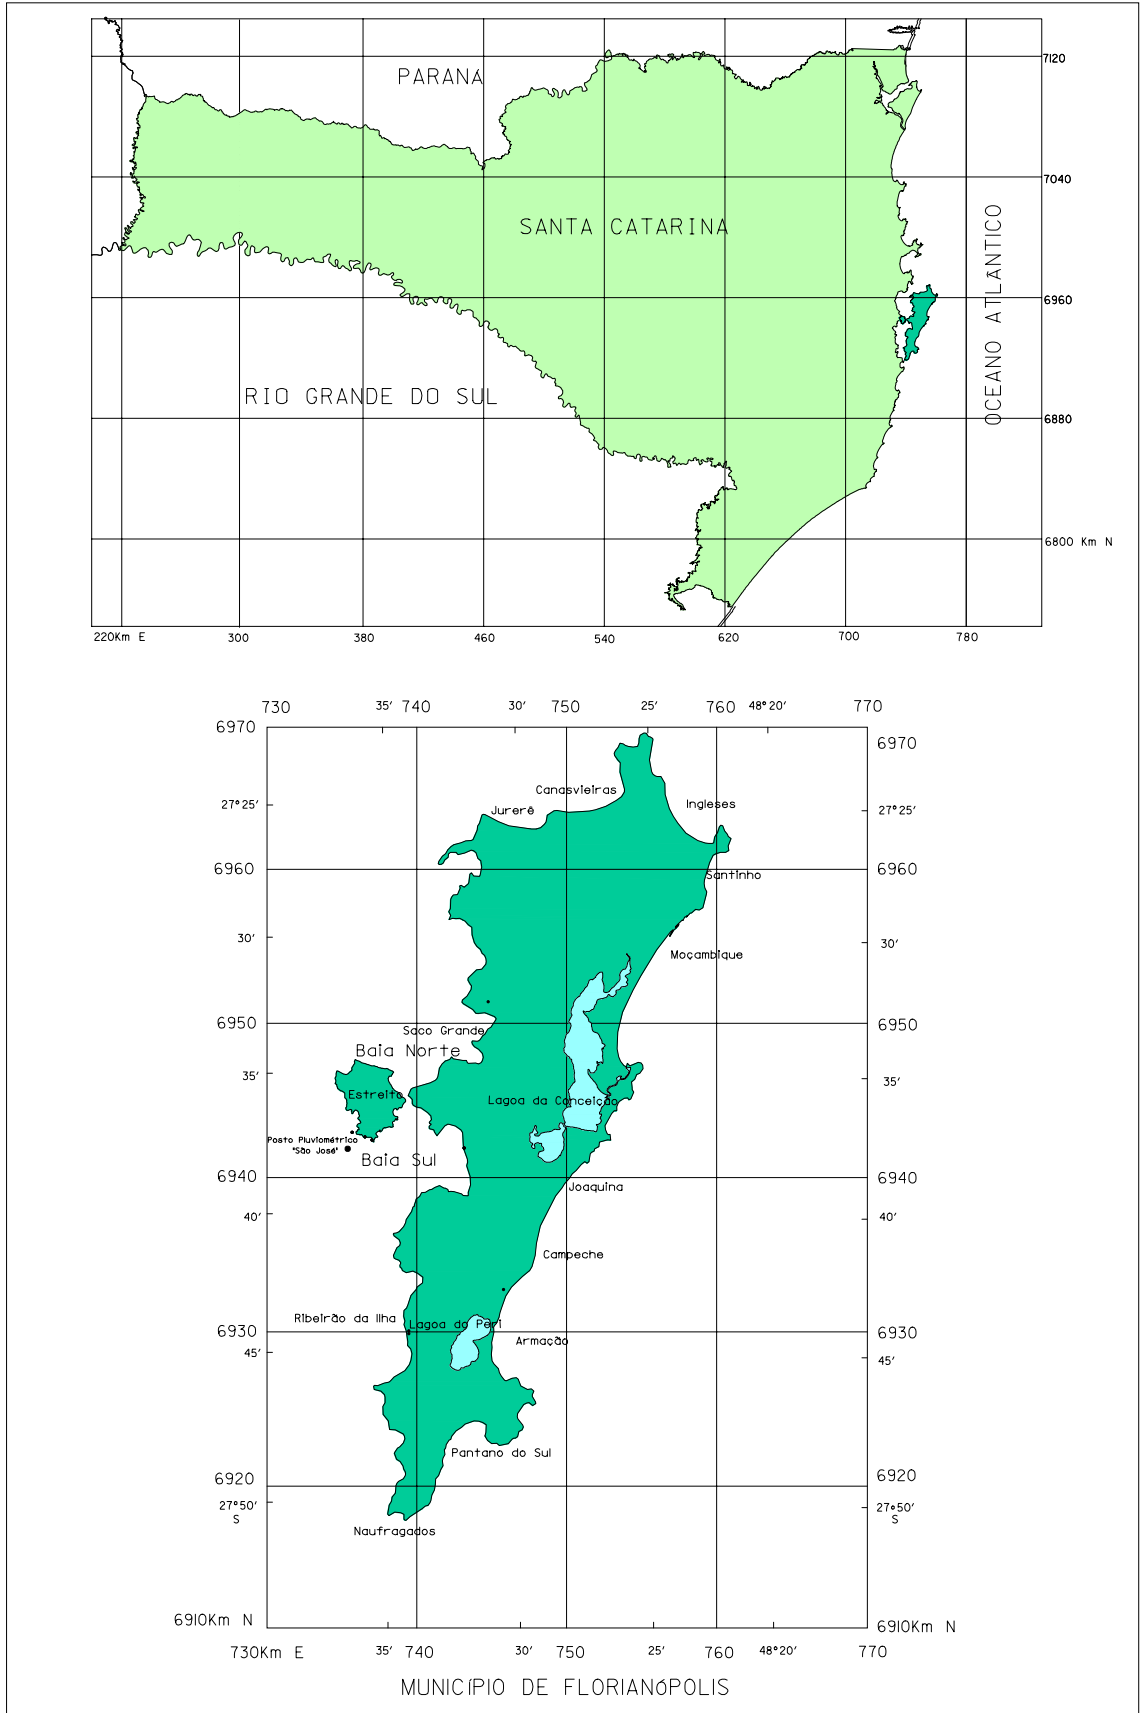 PARANÁ
7120
7040
SANTA CATARINA
OCEANO ATLÂNTICO
6960
RIO GRANDE DO SUL
6880
6800 Km N
220Km E 300 380 460 540 620 700 780
730 35' 740 30' 750 25' 760 48°20' 770
6970 6970
Canasvieiras
27°25' Jurerê Ingleses 27°25'
6960 Santinho 6960
30' Moçambique 30'
6950 Saco Grande 6950
Baia Norte
35' 35'
Estreito Lagoa da Conceição
Posto Pluviométrico
"São José" Baia Sul
6940 Joaquina 6940
40' 40'
Campeche
Ribeirão da Ilha Lagoa do Peri
6930 Armação 6930
45' 45'
Pantano do Sul
6920 6920
27°50' 27°50'
S S
Naufragados
6910Km N 6910Km N
730Km E 35' 740 30' 750 25' 760 48°20' 770
MUNICÍPIO DE FLORIANÓPOLIS